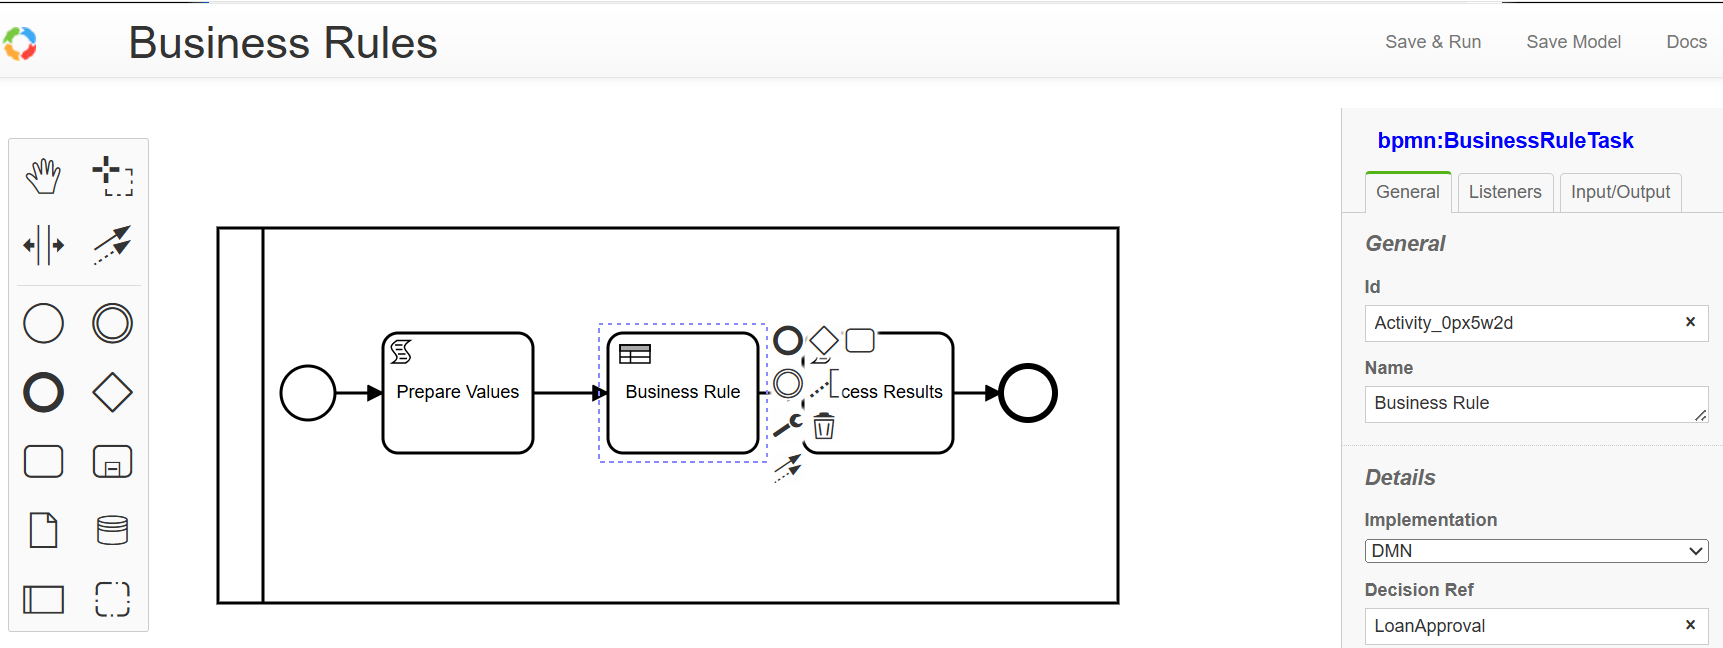 Business Rules
Save & Run
Save Model
Docs
Prepare Values
Business Rule
cess Results
bpmn:BusinessRuleTask
General
Listeners
Input/Output
General
Id
Activity_0px5w2d
Name
Business Rule
Details
Implementation
DMN
Decision Ref
LoanApproval